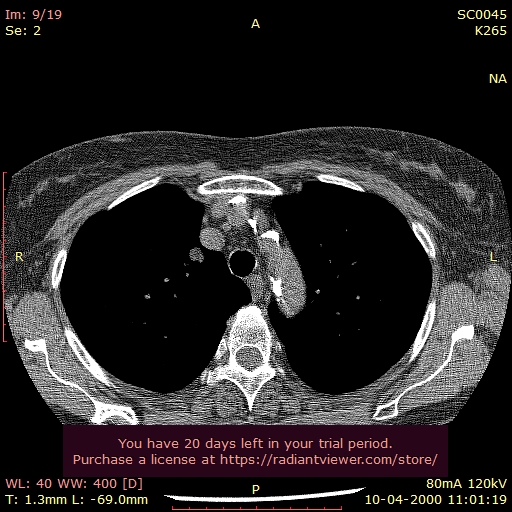 Im: 9/19
Se: 2
A
SC0045
K265
NA
R
L
You have 20 days left in your trial period.
Purchase a license at https://radiantviewer.com/store/
WL: 40 WW: 400 [D]
T: 1.3mm L: -69.0mm
P
80mA 120kV
10-04-2000 11:01:19